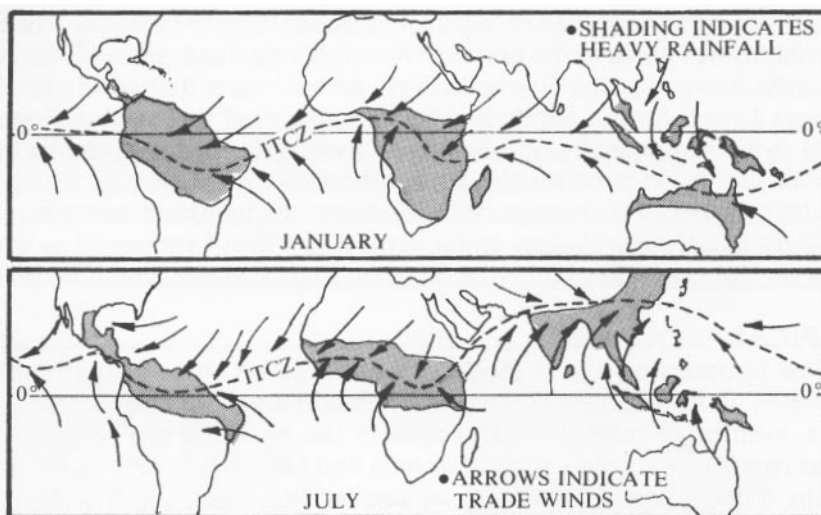 ●SHADING INDICATES
HEAVY RAINFALL
0°
ITCZ
0°
JANUARY
0°
ITCZ
0°
●ARROWS INDICATE
TRADE WINDS
JULY